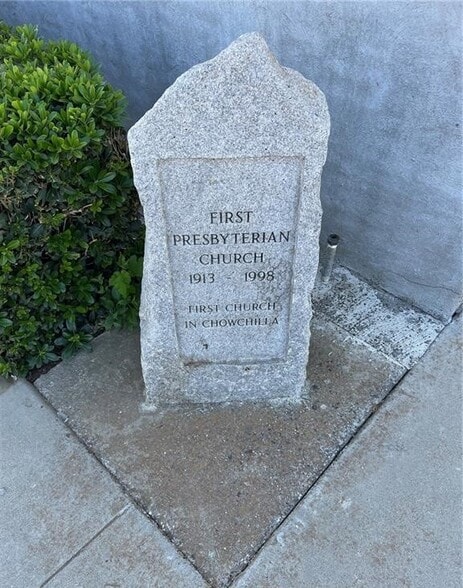 FIRST
PRESBYTERIAN
CHURCH
1913 - 1998
FIRST CHURCH
IN CHOWCHILLA